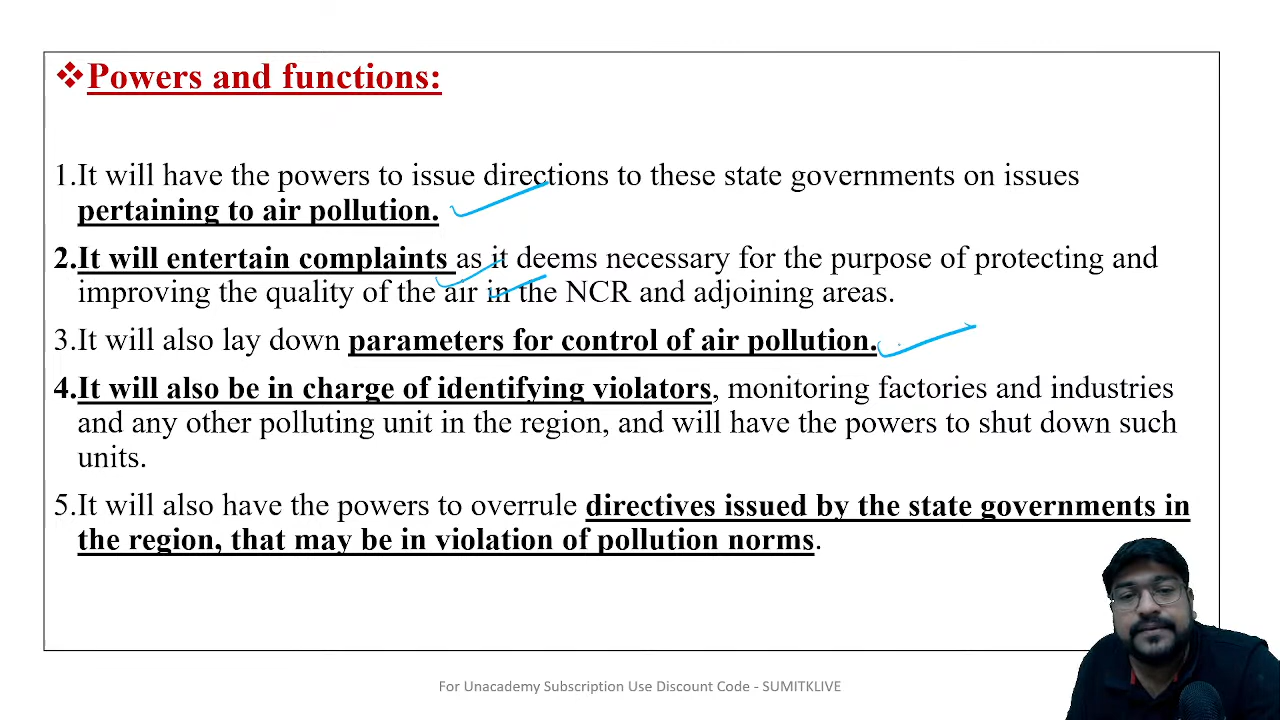 ❖Powers and functions:
1.It will have the powers to issue directions to these state governments on issues
pertaining to air pollution.
2.It will entertain complaints as it deems necessary for the purpose of protecting and
improving the quality of the air in the NCR and adjoining areas.
3.It will also lay down parameters for control of air pollution.
4.It will also be in charge of identifying violators, monitoring factories and industries
and any other polluting unit in the region, and will have the powers to shut down such
units.
5.It will also have the powers to overrule directives issued by the state governments in
the region, that may be in violation of pollution norms.
For Unacademy Subscription Use Discount Code - SUMITKLIVE